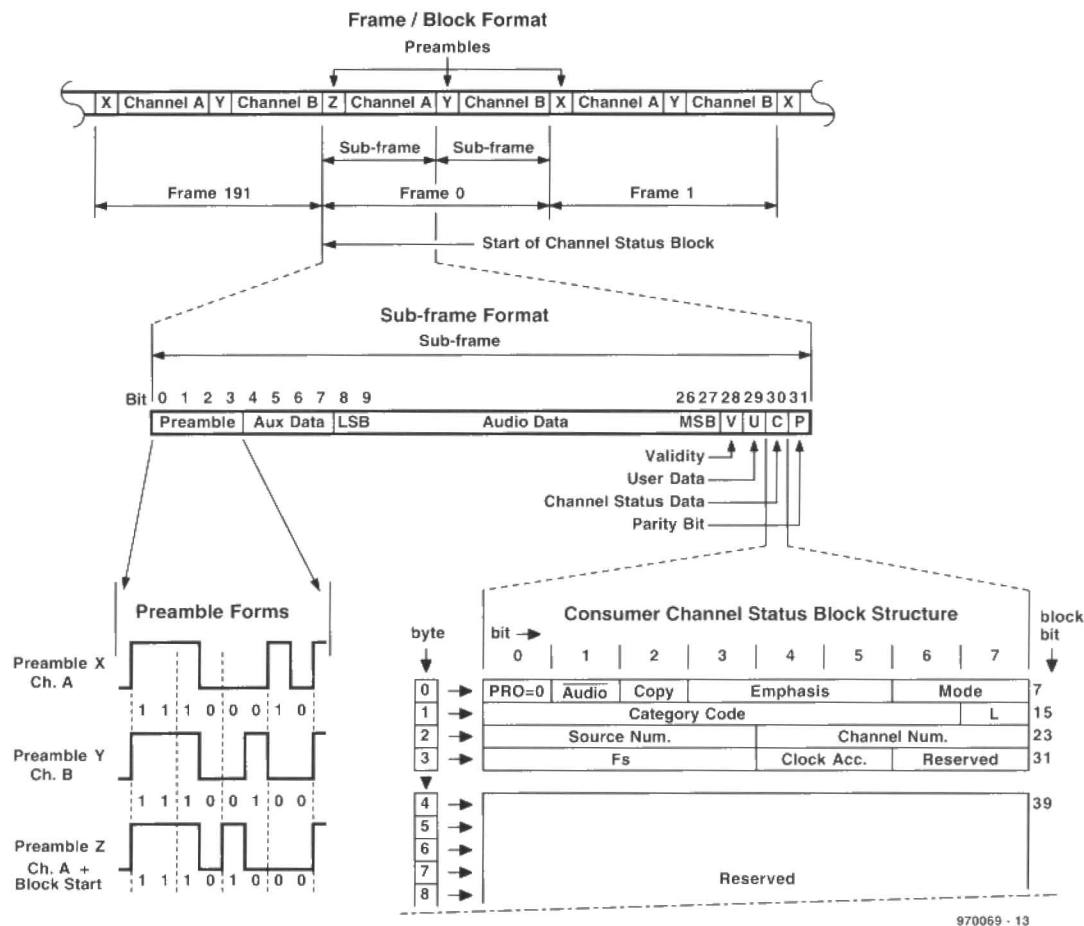 Frame / Block Format
Preambles
X Channel A Y Channel B Z Channel A Y Channel B X Channel A Y Channel B X
Sub-frame Sub-frame
Frame 191 Frame 0 Frame 1
Start of Channel Status Block
Sub-frame Format
Sub-frame
Bit 0 1 2 3 4 5 6 7 8 9 26 27 28 29 30 31
Preamble Aux Data LSB Audio Data MSB V U C P
Validity
User Data
Channel Status Data
Parity Bit
Preamble Forms
Preamble X
Ch. A
1 1 1 0 0 0 1 0
Preamble Y
Ch. B
1 1 1 0 0 1 0 0
Preamble Z
Ch. A +
Block Start
1 1 1 0 1 0 0 0
Consumer Channel Status Block Structure
byte bit block
bit
0 1 2 3 4 5 6 7
0 PRO=0 Audio Copy Emphasis Mode 7
1 Category Code L 15
2 Source Num. Channel Num. 23
3 Fs Clock Acc. Reserved 31
4 39
5
6
7
Reserved
8
970069 - 13